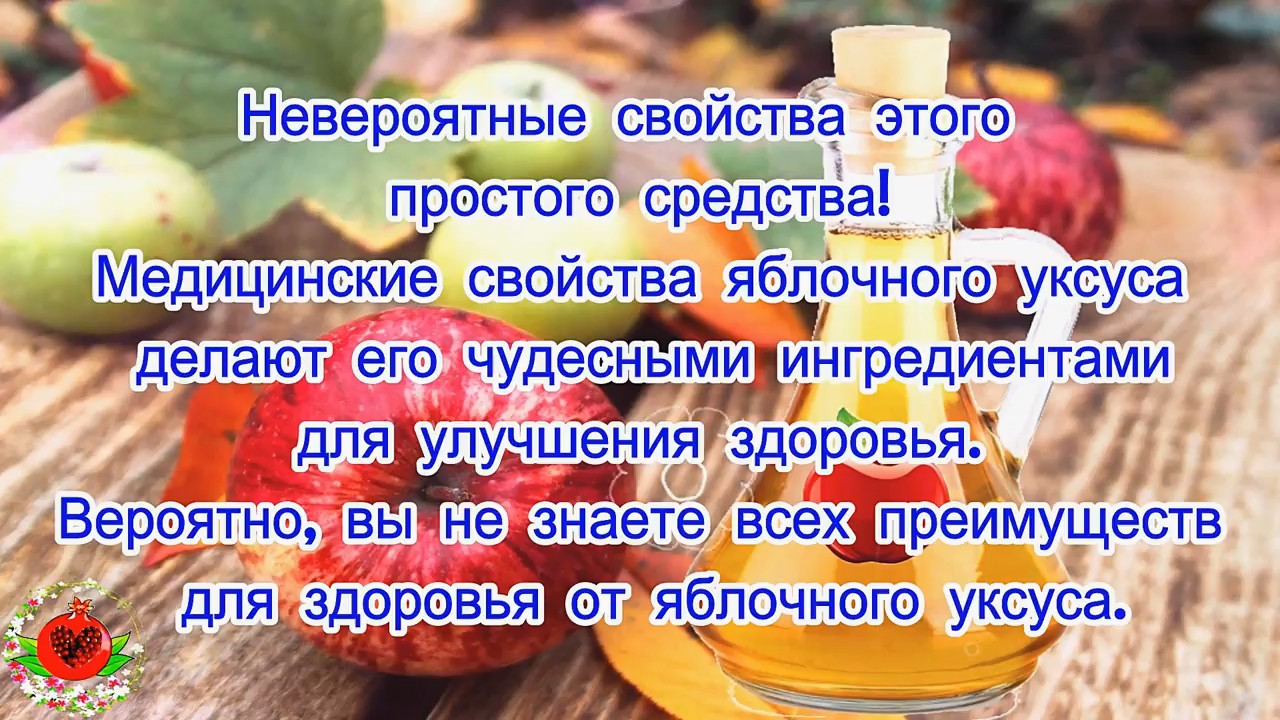 Невероятные свойства этого
простого средства!
Медицинские свойства яблочного уксуса
делают его чудесными ингредиентами
для улучшения здоровья.
Вероятно, вы не знаете всех преимуществ
для здоровья от яблочного уксуса.